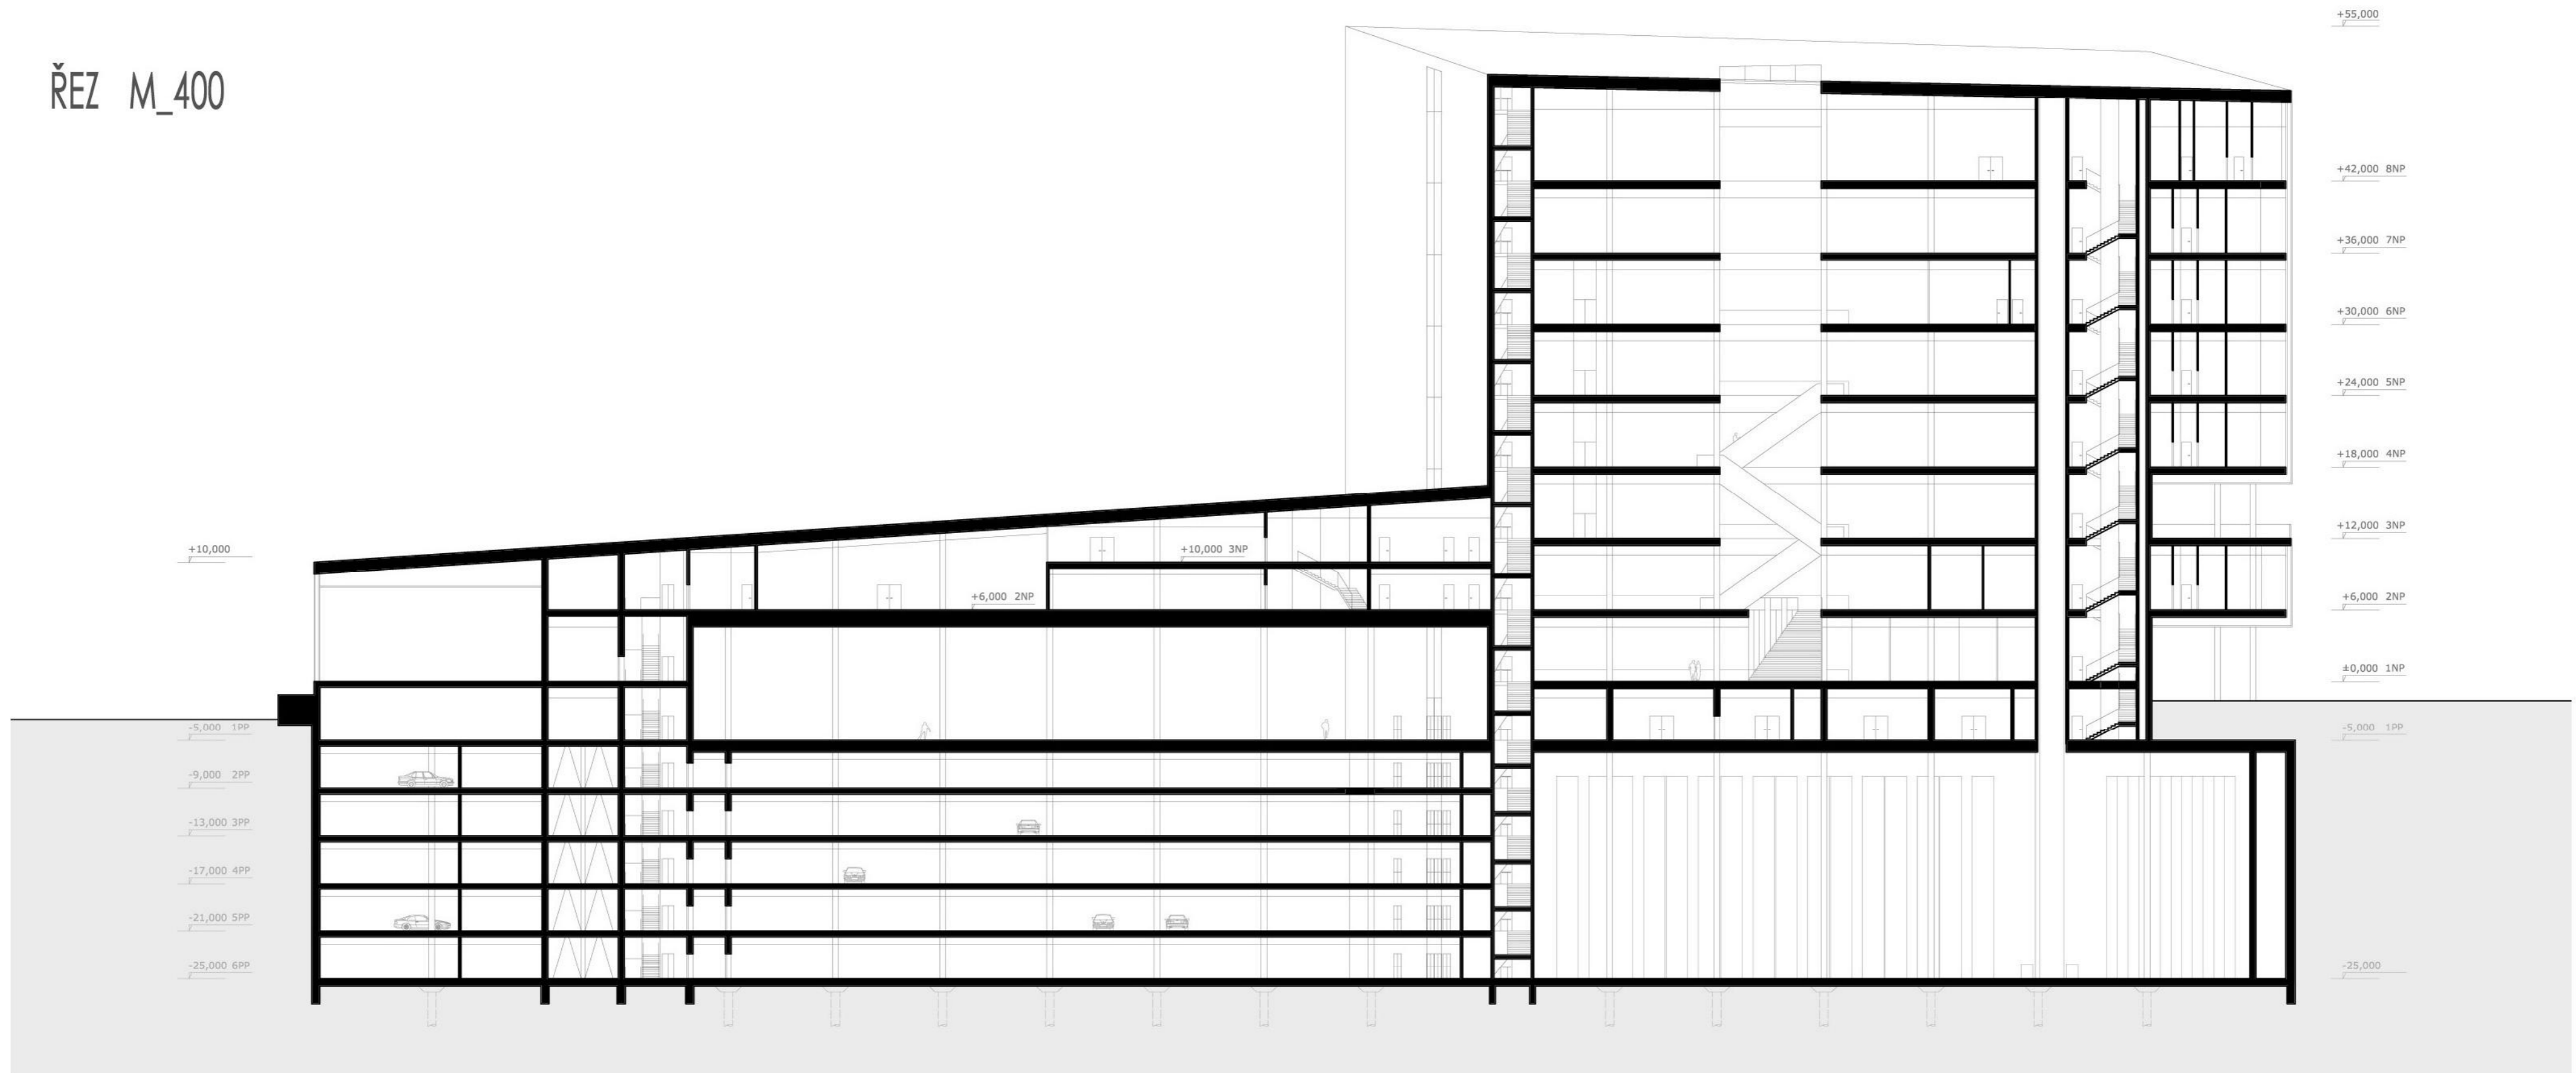 ŘEZ M_400
+10,000
-5,000 1PP
-9,000 2PP
-13,000 3PP
-17,000 4PP
-21,000 5PP
-25,000 6PP
+10,000 3NP
+6,000 2NP
+55,000
+42,000 8NP
+36,000 7NP
+30,000 6NP
+24,000 5NP
+18,000 4NP
+12,000 3NP
+6,000 2NP
±0,000 1NP
-5,000 1PP
-25,000